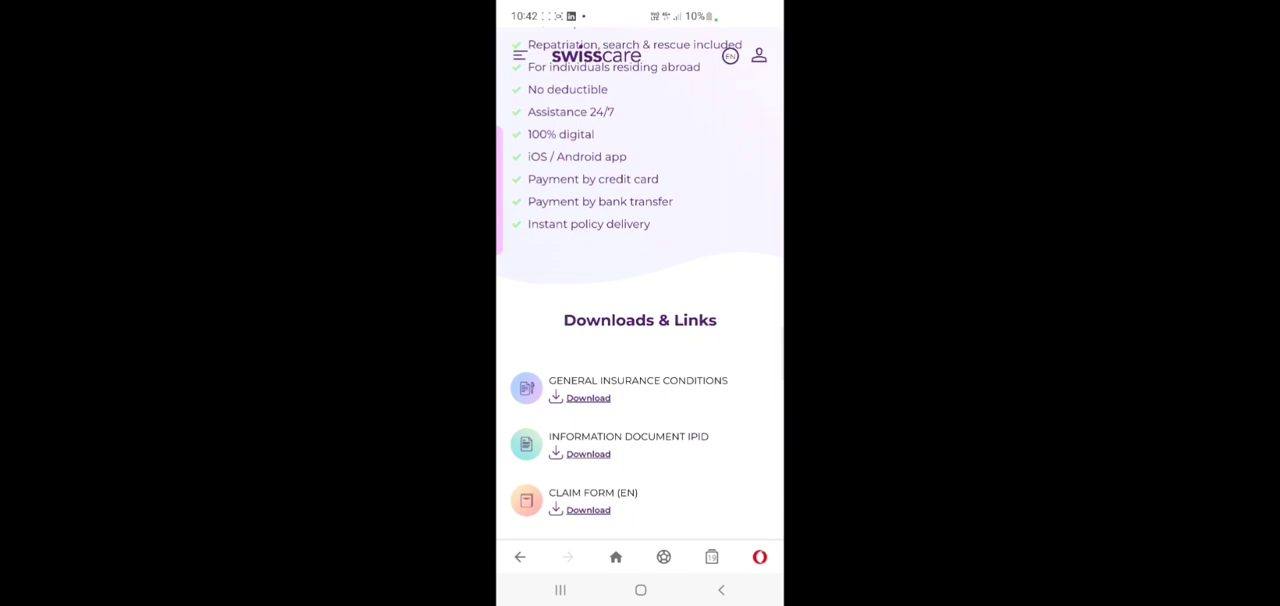 10:42
10%
Repatriation, search & rescue included
swisscare
EN
For individuals residing abroad
No deductible
Assistance 24/7
100% digital
iOS / Android app
Payment by credit card
Payment by bank transfer
Instant policy delivery
Downloads & Links
GENERAL INSURANCE CONDITIONS
Download
INFORMATION DOCUMENT IPID
Download
CLAIM FORM (EN)
Download
19